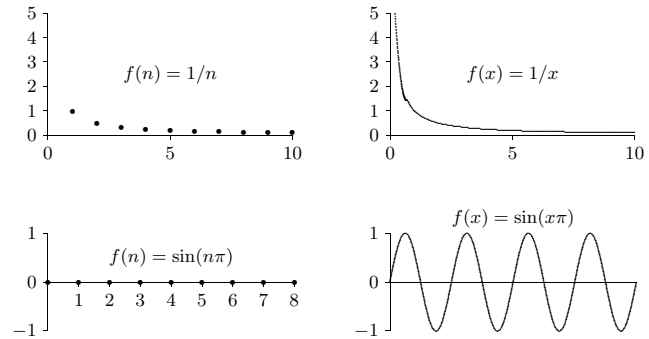 5
4
3
2
1
0
0 5 10
f(n) = 1/n
5
4
3
2
1
0
0 5 10
f(x) = 1/x
1
0
−1
f(n) = sin(nπ)
1 2 3 4 5 6 7 8
f(x) = sin(xπ)
1
0
−1